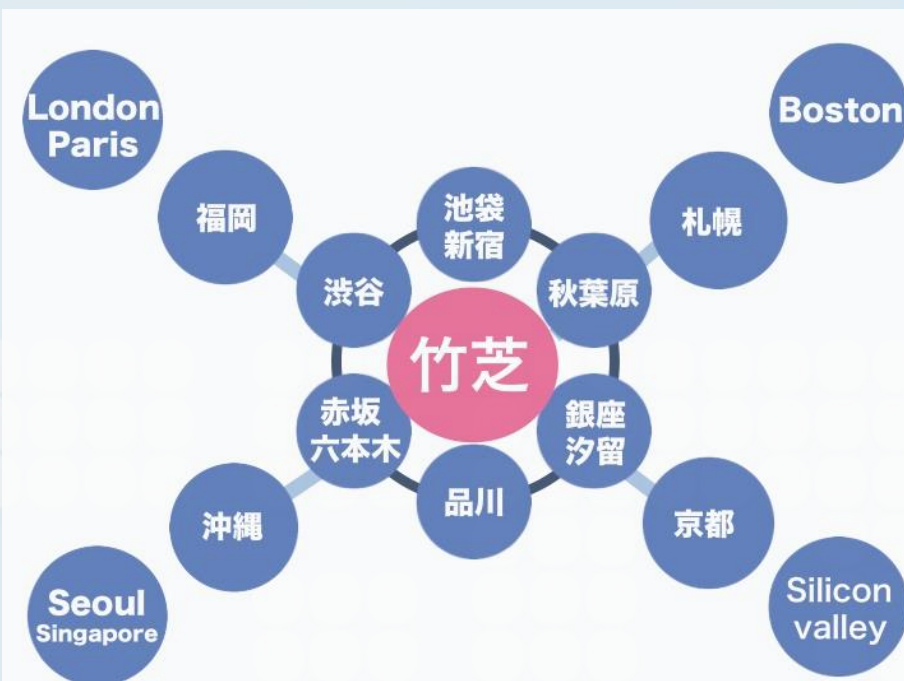 London
Paris
Boston
福岡
池袋
新宿
札幌
渋谷
秋葉原
竹芝
赤坂
六本木
銀座
汐留
品川
沖縄
京都
Seoul
Singapore
Silicon
valley